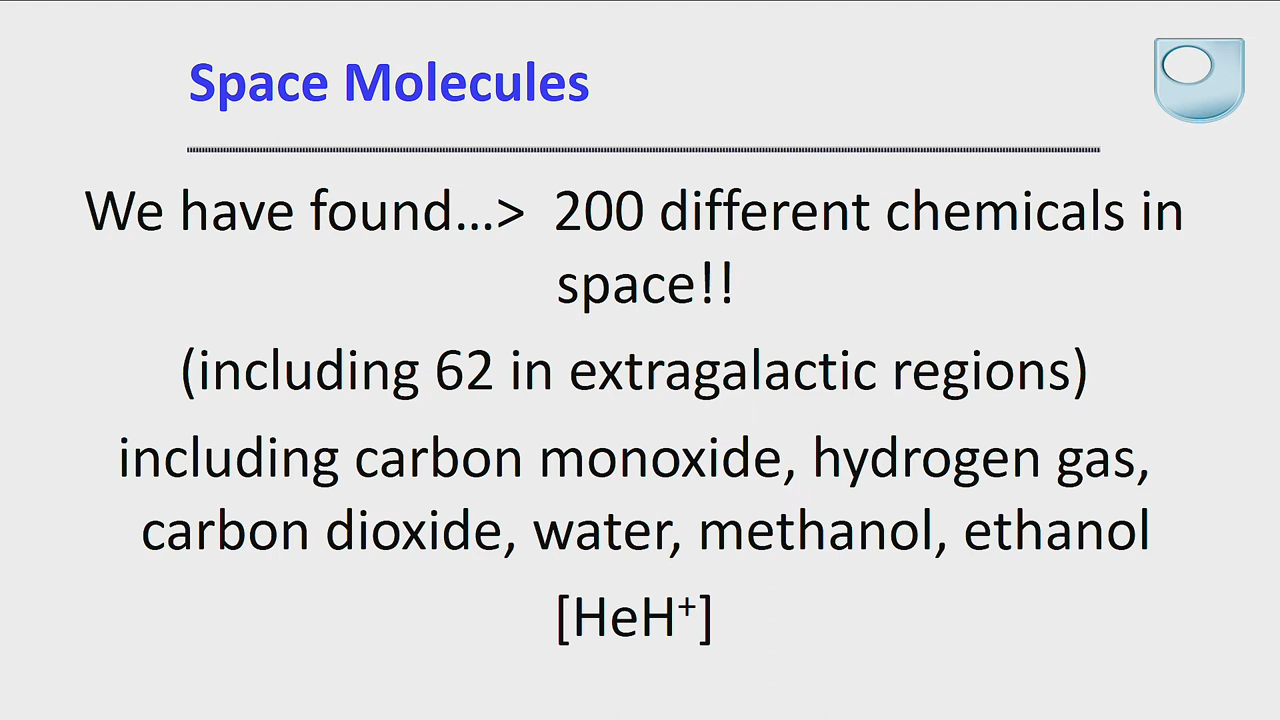 Space Molecules
We have found...>  200 different chemicals in
space!!
(including 62 in extragalactic regions)
including carbon monoxide, hydrogen gas,
carbon dioxide, water, methanol, ethanol
[HeH⁺]